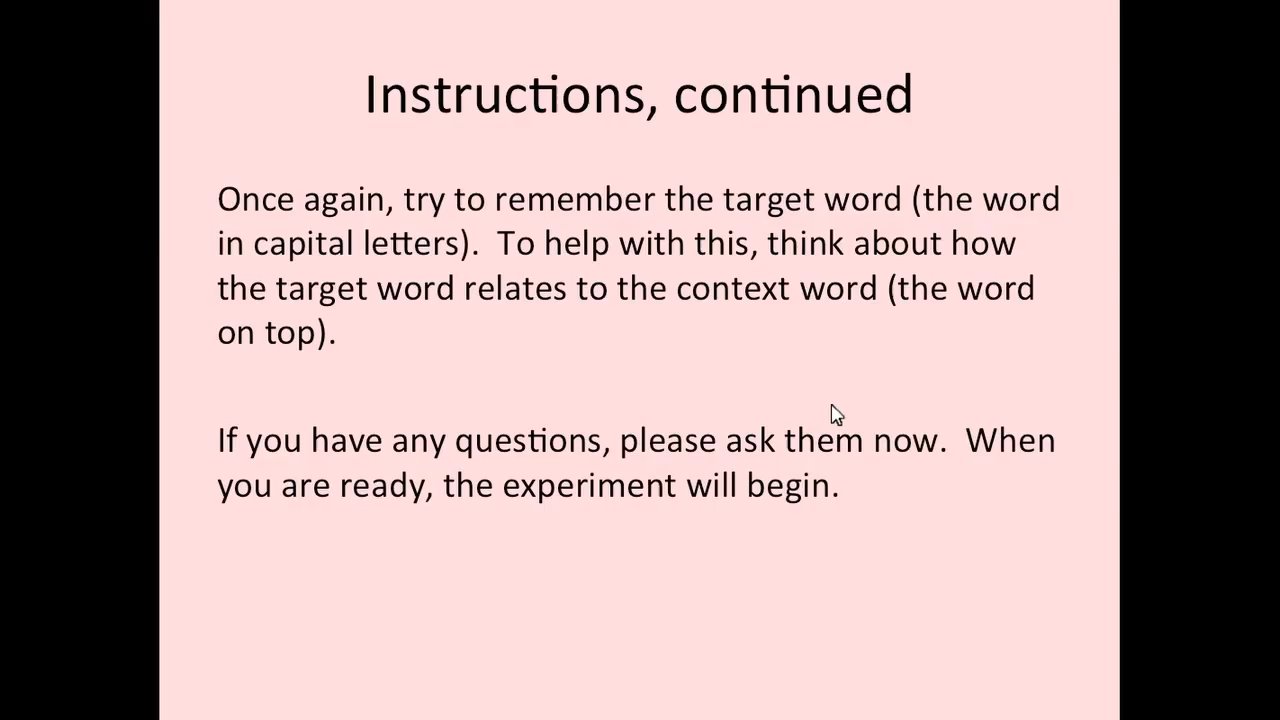 Instructions, continued
Once again, try to remember the target word (the word
in capital letters).  To help with this, think about how
the target word relates to the context word (the word
on top).
If you have any questions, please ask them now.  When
you are ready, the experiment will begin.